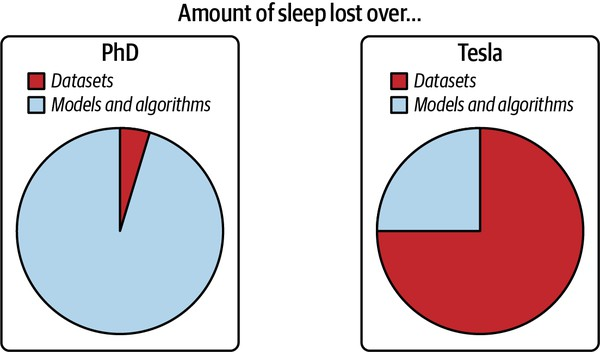 Amount of sleep lost over...
PhD
Datasets
Models and algorithms
Tesla
Datasets
Models and algorithms